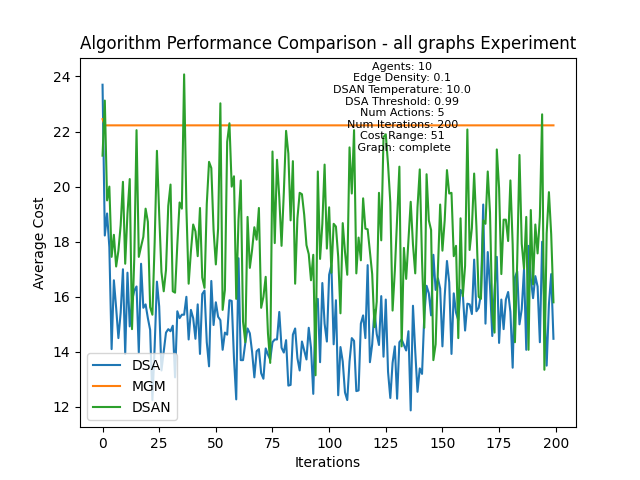 Algorithm Performance Comparison - all graphs Experiment
Agents: 10
Edge Density: 0.1
DSAN Temperature: 10.0
DSA Threshold: 0.99
Num Actions: 5
Num Iterations: 200
Cost Range: 51
Graph: complete
Average Cost
24
22
20
18
16
14
12
DSA
MGM
DSAN
0
25
50
75
100
125
150
175
200
Iterations